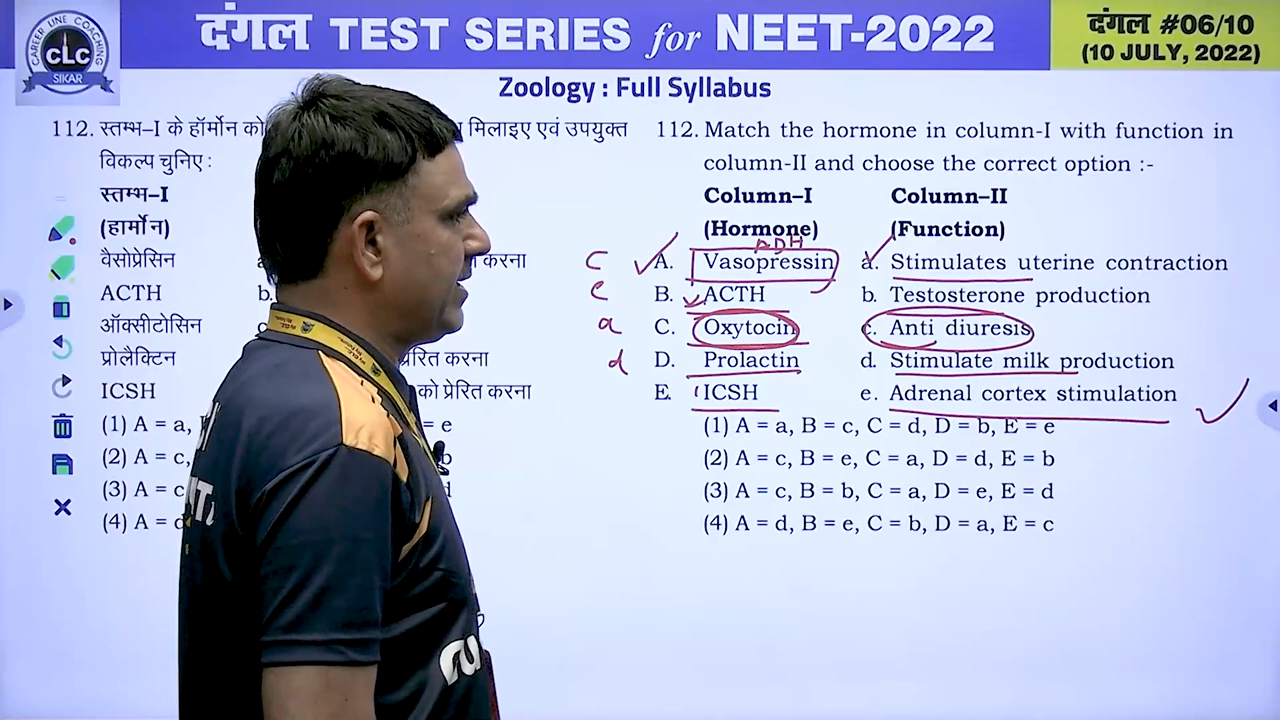 CAREER LINE COACHING
CLC
SIKAR
दंगल TEST SERIES for NEET-2022
दंगल #06/10
(10 JULY, 2022)
Zoology : Full Syllabus
112. स्तम्भ–I के हॉर्मोन को मिलाइए एवं उपयुक्त
विकल्प चुनिए :
स्तम्भ–I
(हार्मोन)
वैसोप्रेसिन करना
ACTH b.
ऑक्सीटोसिन
प्रोलैक्टिन प्रेरित करना
ICSH को प्रेरित करना
(1) A = a, = e
(2) A = c, b
(3) A = c
(4) A = d
112. Match the hormone in column-I with function in
column-II and choose the correct option :-
Column–I Column–II
(Hormone) (Function)
ADH
c A. Vasopressin a. Stimulates uterine contraction
e B. ACTH b. Testosterone production
a C. Oxytocin c. Anti diuresis
d D. Prolactin d. Stimulate milk production
E. ICSH e. Adrenal cortex stimulation
(1) A = a, B = c, C = d, D = b, E = e
(2) A = c, B = e, C = a, D = d, E = b
(3) A = c, B = b, C = a, D = e, E = d
(4) A = d, B = e, C = b, D = a, E = c